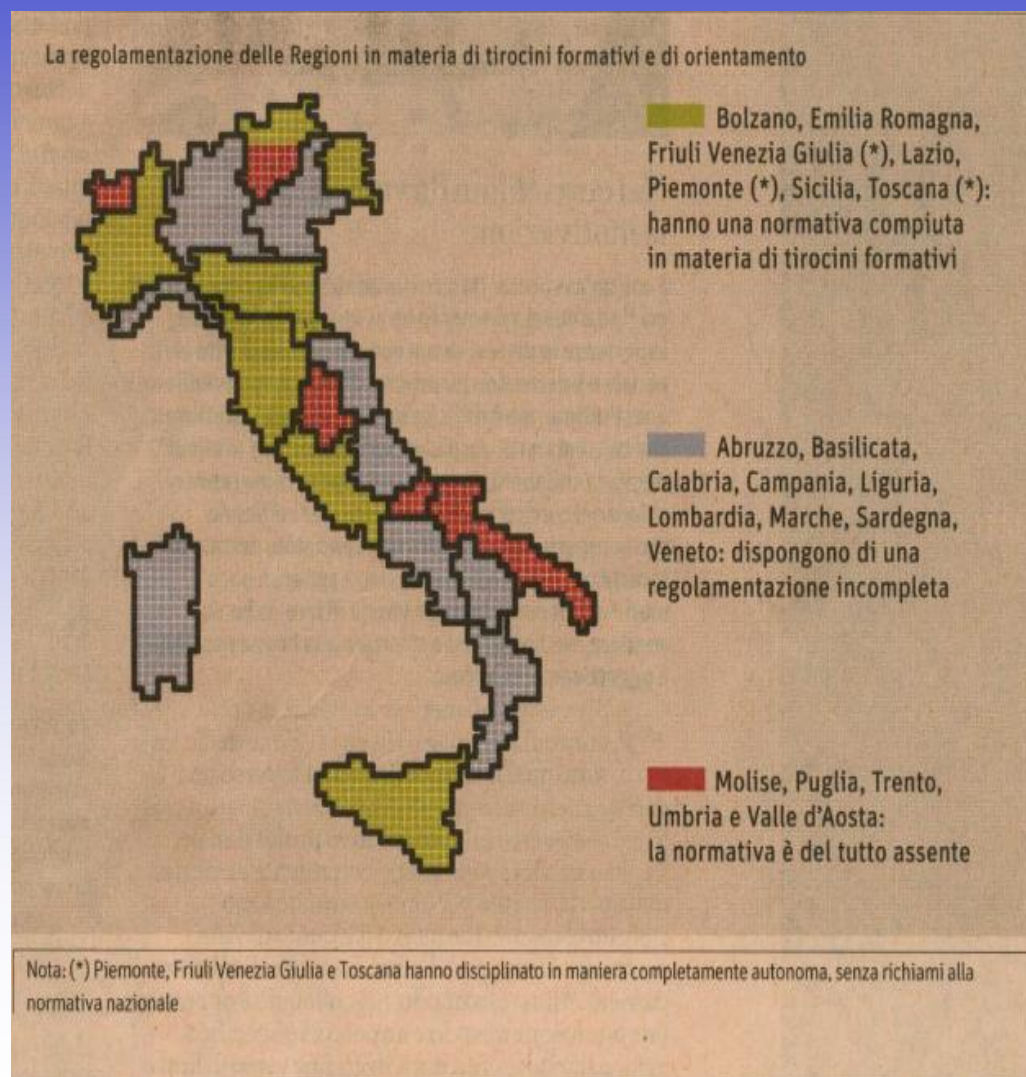 La regolamentazione delle Regioni in materia di tirocini formativi e di orientamento
Bolzano, Emilia Romagna,
Friuli Venezia Giulia (*), Lazio,
Piemonte (*), Sicilia, Toscana (*):
hanno una normativa compiuta
in materia di tirocini formativi
Abruzzo, Basilicata,
Calabria, Campania, Liguria,
Lombardia, Marche, Sardegna,
Veneto: dispongono di una
regolamentazione incompleta
Molise, Puglia, Trento,
Umbria e Valle d'Aosta:
la normativa è del tutto assente
Nota: (*) Piemonte, Friuli Venezia Giulia e Toscana hanno disciplinato in maniera completamente autonoma, senza richiami alla
normativa nazionale